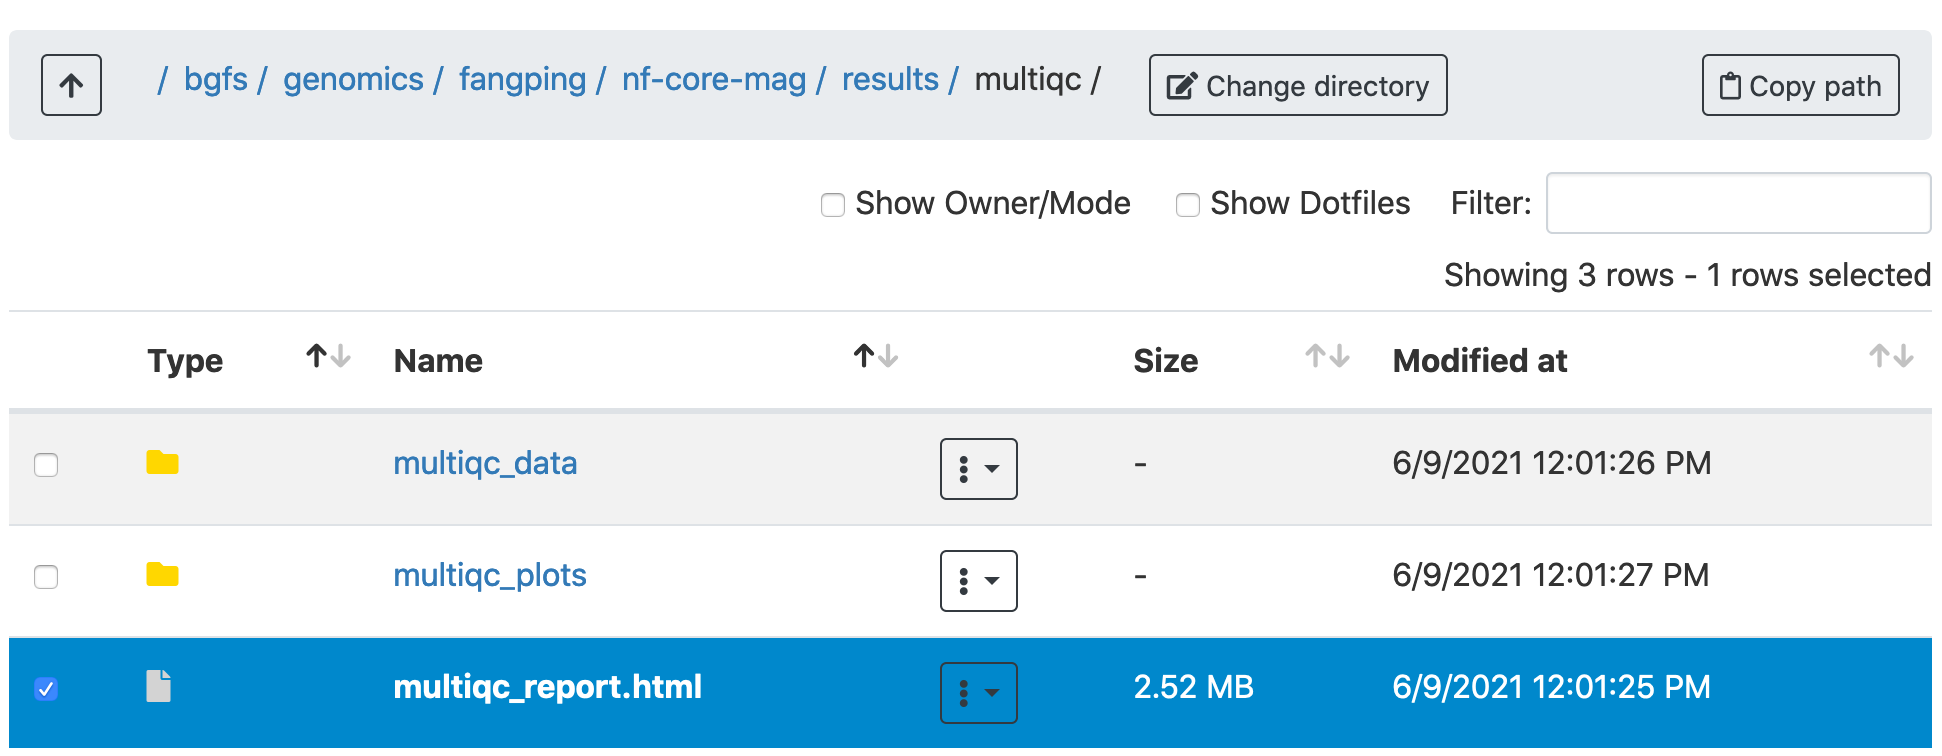 / bgfs / genomics / fangping / nf-core-mag / results / multiqc / Change directory Copy path
Show Owner/Mode Show Dotfiles Filter:
Showing 3 rows - 1 rows selected
Type Name Size Modified at
multiqc_data - 6/9/2021 12:01:26 PM
multiqc_plots - 6/9/2021 12:01:27 PM
multiqc_report.html 2.52 MB 6/9/2021 12:01:25 PM